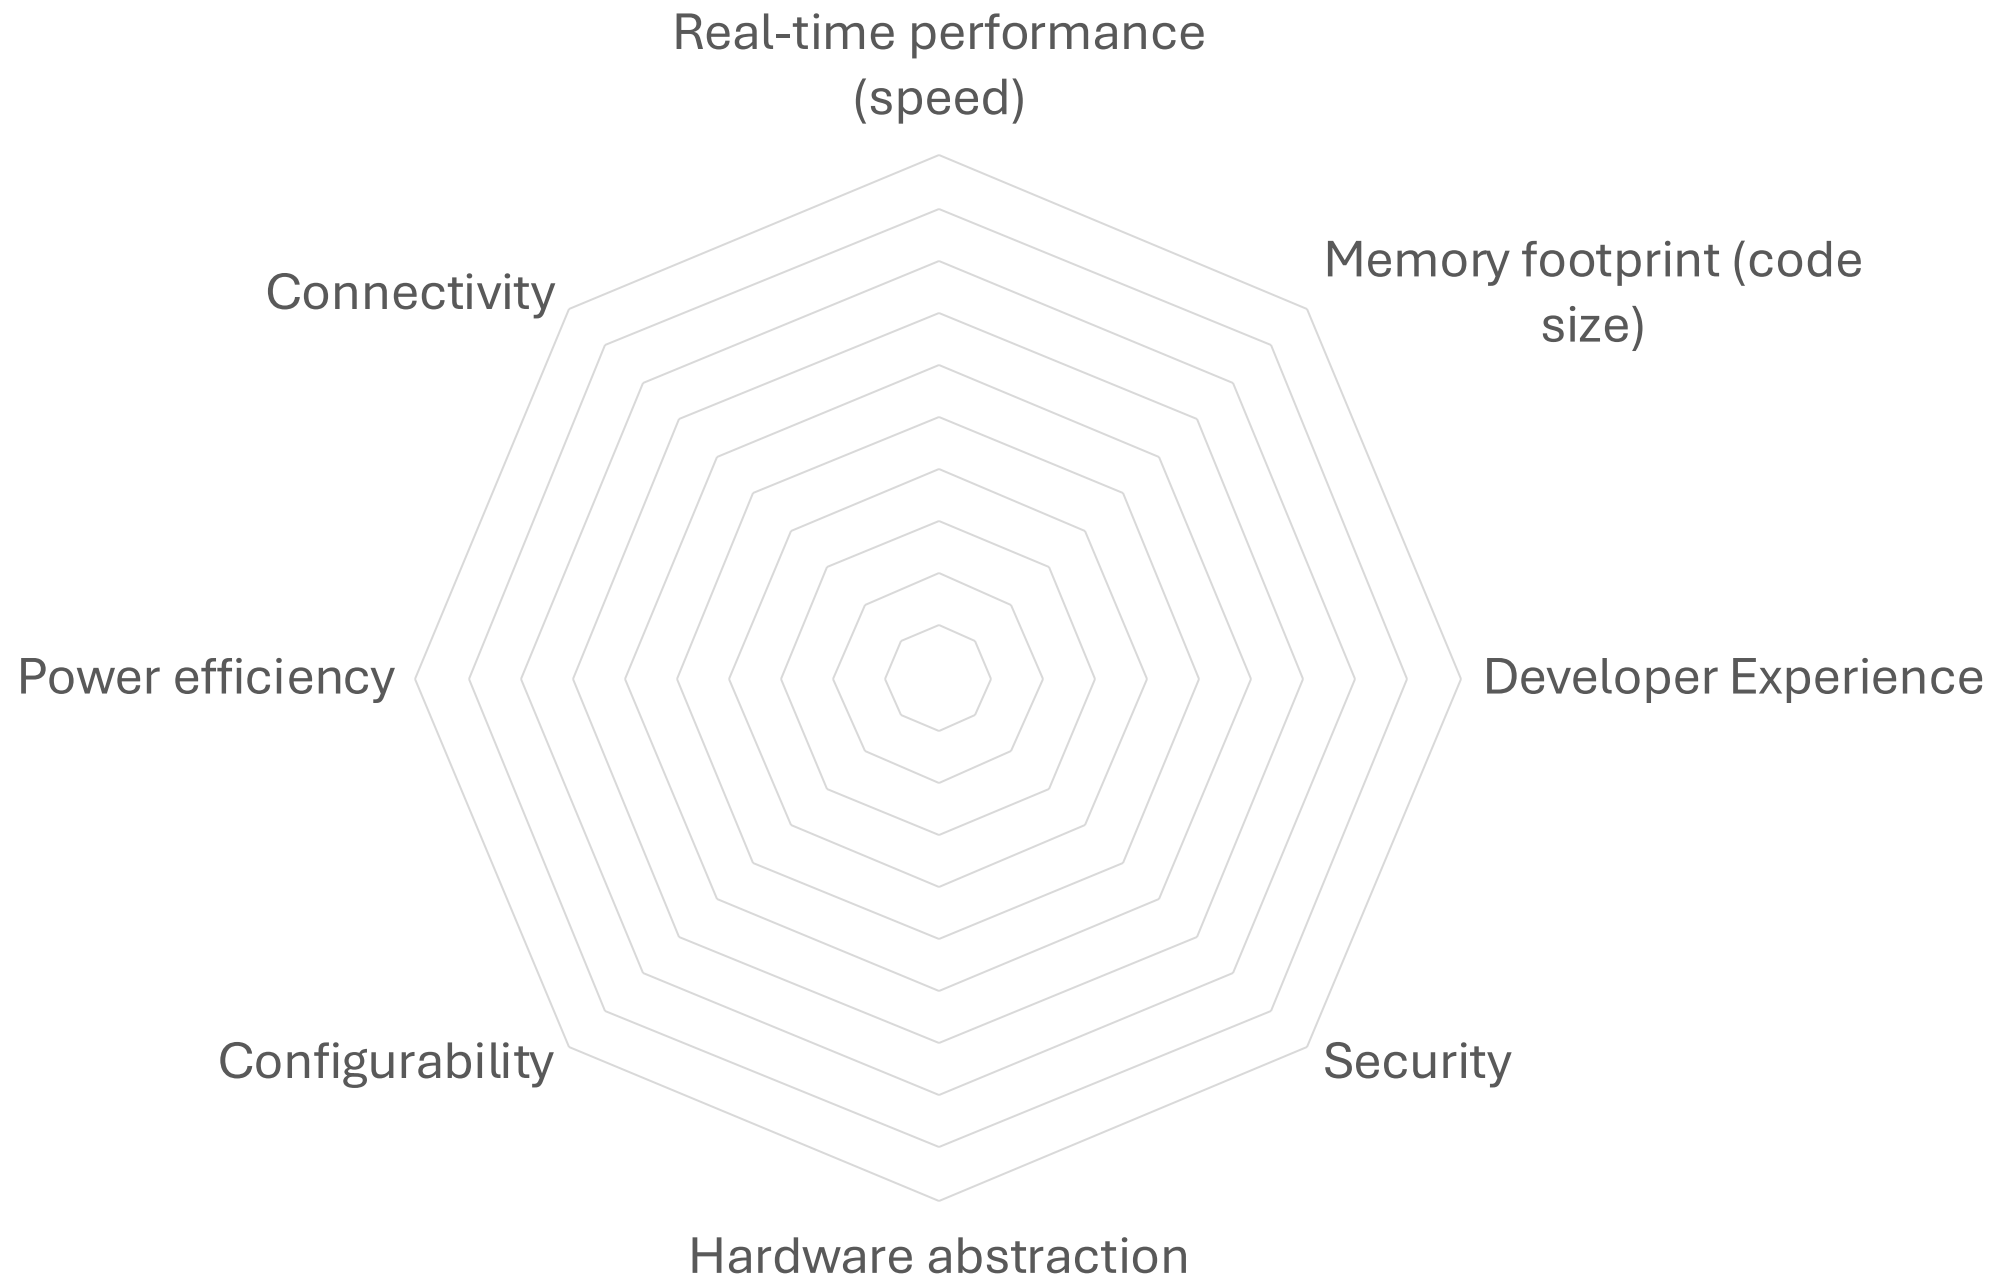 Real-time performance
(speed)
Memory footprint (code
size)
Connectivity
Power efficiency
Developer Experience
Configurability
Security
Hardware abstraction